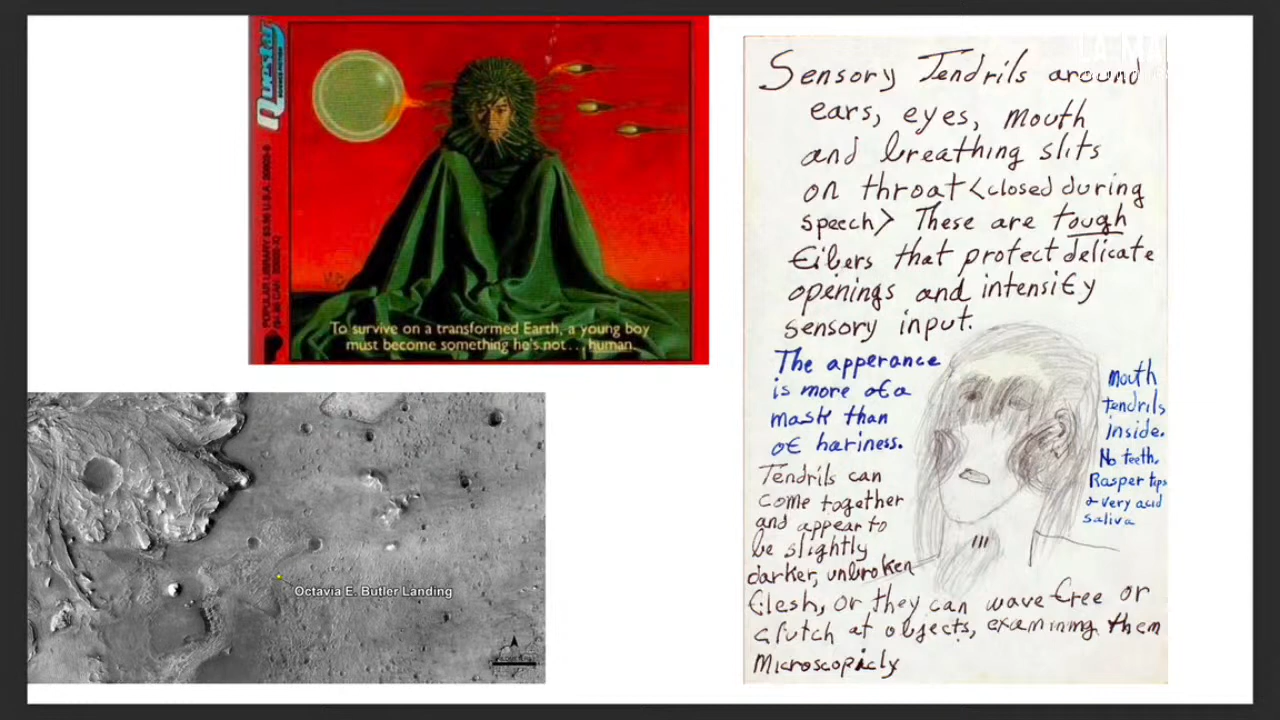 Questar
SCIENCE FICTION
To survive on a transformed Earth, a young boy
must become something he's not... human.
Octavia E. Butler Landing
Sensory Tendrils around
ears, eyes, mouth
and breathing slits
on throat <closed during
speech> These are tough
fibers that protect delicate
openings and intensify
sensory input.
The apperance
is more of a
mask than
of hariness.
Tendrils can
come together
and appear to
be slightly
darker, unbroken
flesh, or they can wave free or
clutch at objects, examining them
Microscopicly
mouth
tendrils
inside.
No teeth.
Rasper tips
& very acid
saliva